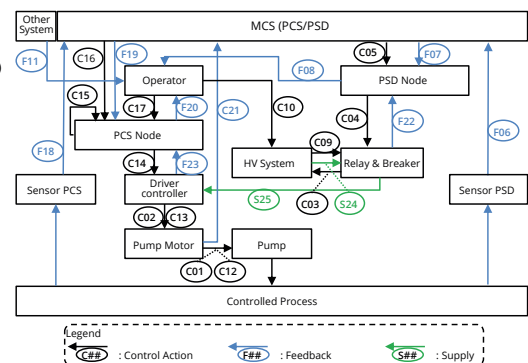 Other System
MCS (PCS/PSD
F11
C16
F19
F08
C05
F07
Operator
PSD Node
C15
C17
F20
C21
C10
C04
PCS Node
F22
F06
C09
F18
C14
F23
HV System
Relay & Breaker
Sensor PCS
Driver controller
Sensor PSD
S25
C03
S24
C02
C13
Pump Motor
Pump
C01
C12
Controlled Process
Legend
C## : Control Action
F## : Feedback
S## : Supply